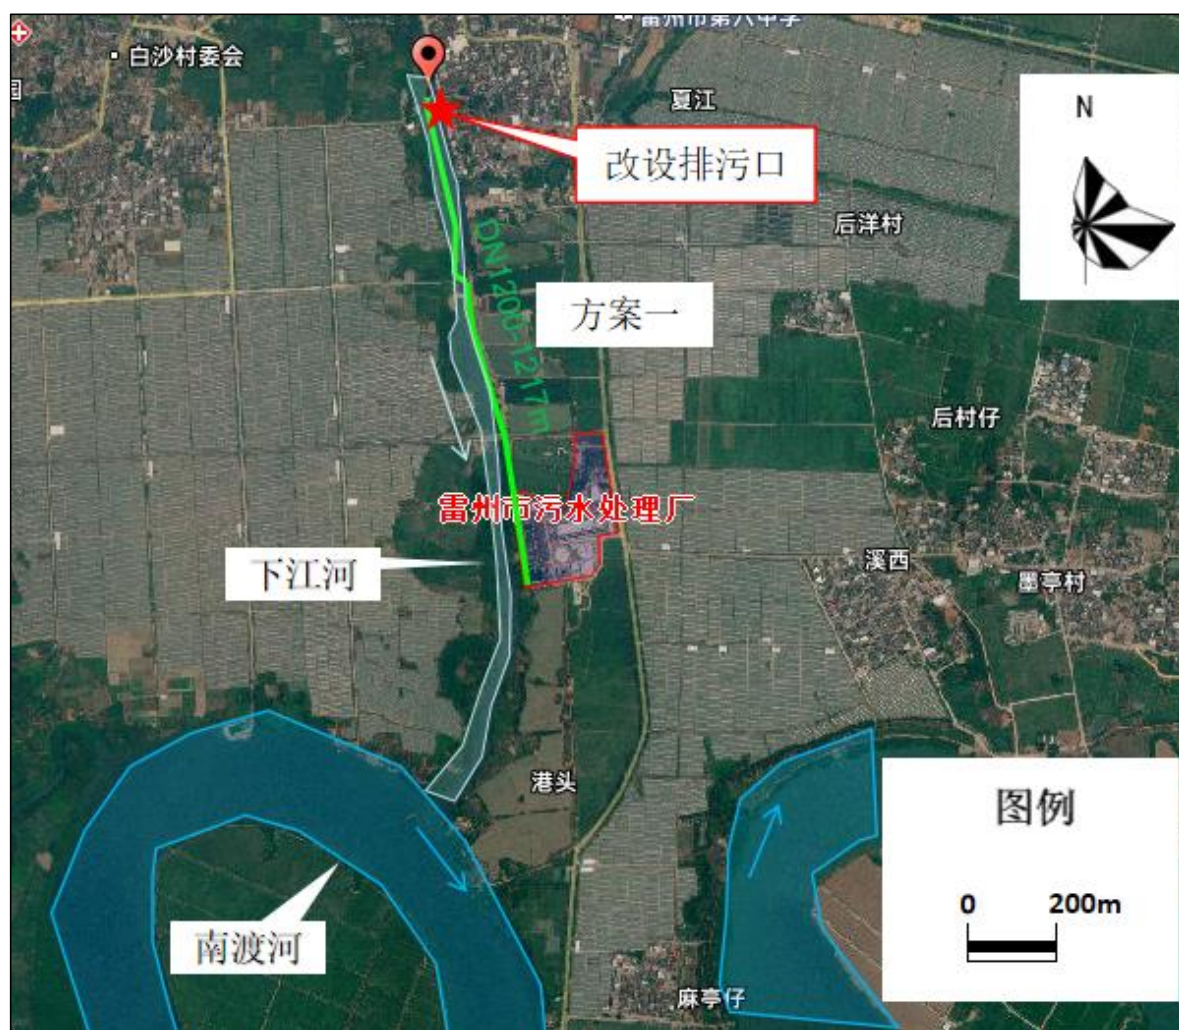 雷州市第六中学
白沙村委会
园
夏江
N
改设排污口
后洋村
DN1200-1217m
方案一
后村仔
雷州市污水处理厂
下江河
溪西
墨亭村
港头
图例
0 200m
南渡河
麻亭仔